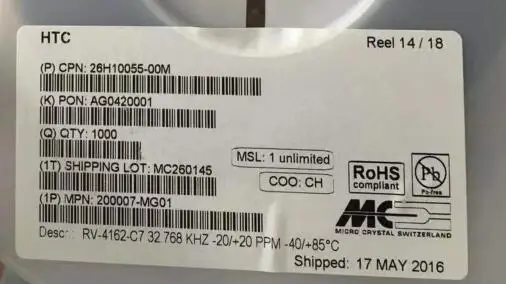 HTC Reel 14 / 18
(P) CPN: 26H10055-00M
(K) PON: AG0420001
(Q) QTY: 1000
MSL: 1 unlimited
(1T) SHIPPING LOT: MC260145
COO: CH
RoHS
compliant
Pb
Pb-free
(1P) MPN: 200007-MG01
MC
MICRO CRYSTAL SWITZERLAND
Descr: RV-4162-C7 32.768 KHZ -20/+20 PPM -40/+85°C
Shipped: 17 MAY 2016